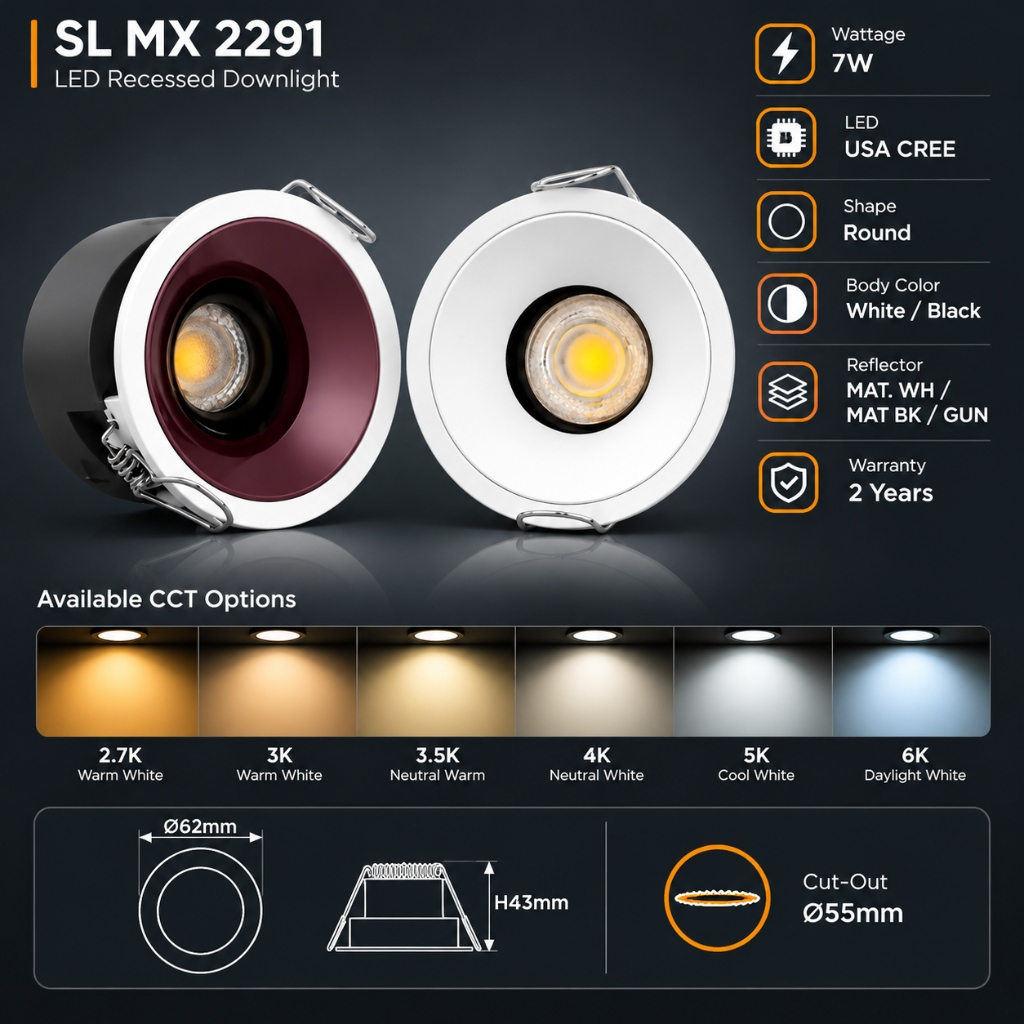 SL MX 2291
LED Recessed Downlight
Wattage
7W
LED
USA CREE
Shape
Round
Body Color
White / Black
Reflector
MAT. WH /
MAT BK / GUN
Warranty
2 Years
Available CCT Options
2.7K
Warm White
3K
Warm White
3.5K
Neutral Warm
4K
Neutral White
5K
Cool White
6K
Daylight White
Ø62mm
H43mm
Cut-Out
Ø55mm